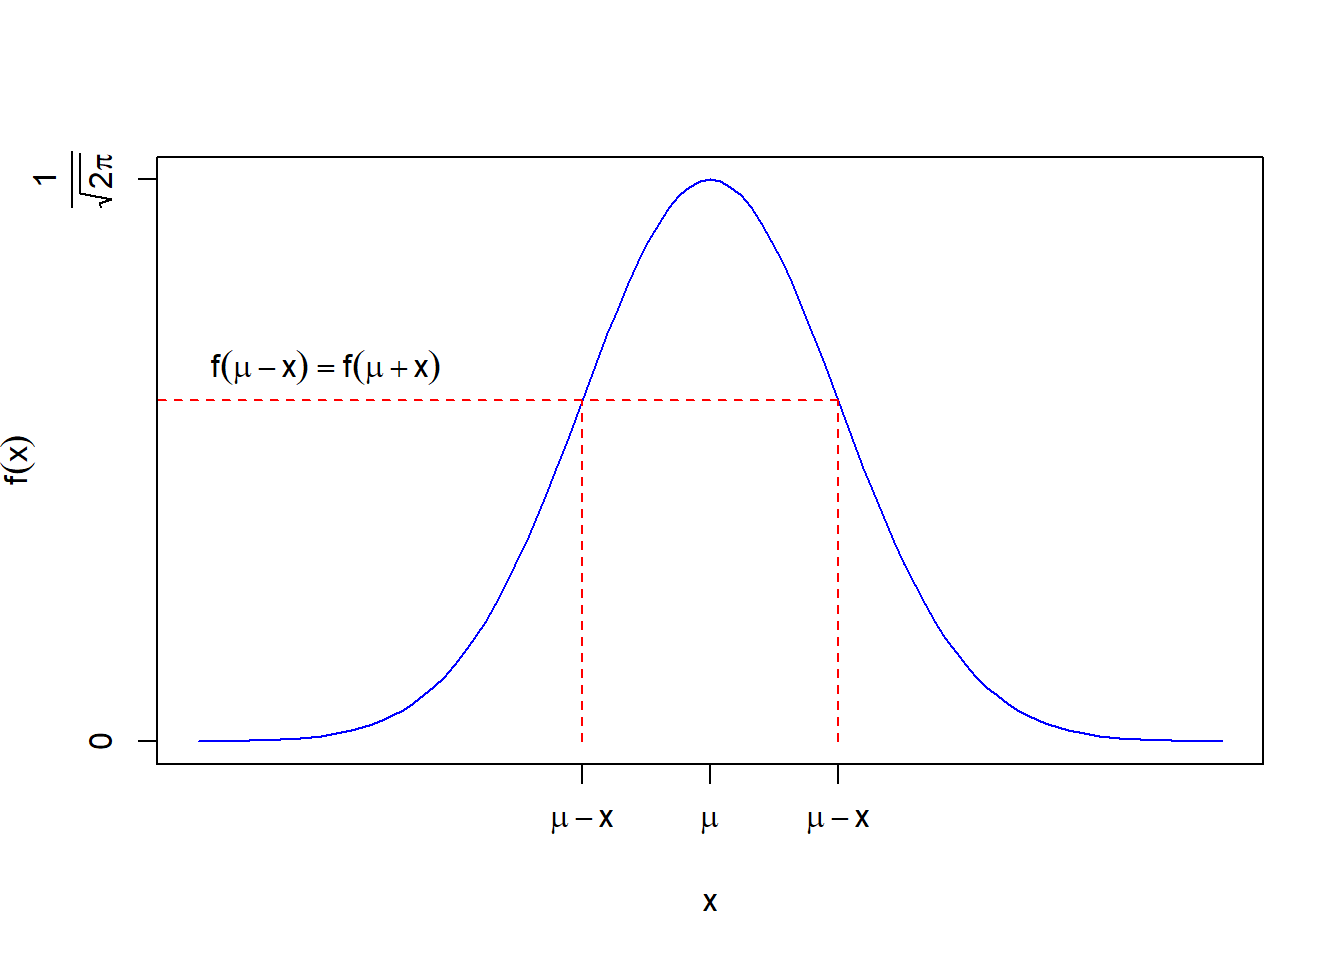 1
√2π
f(μ − x) = f(μ + x)
f(x)
0
μ − x μ μ − x
x